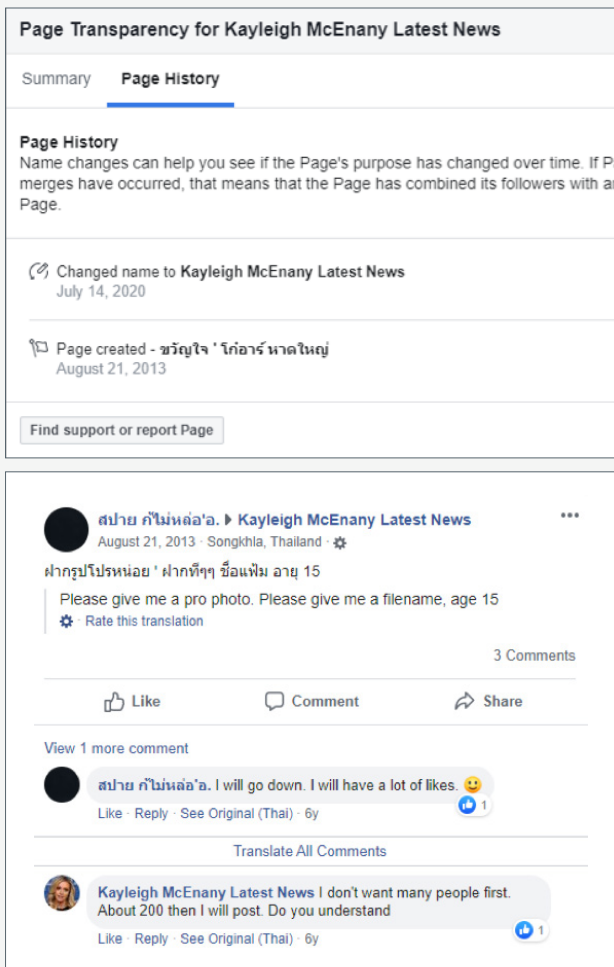 Page Transparency for Kayleigh McEnany Latest News
Summary Page History
Page History
Name changes can help you see if the Page's purpose has changed over time. If P
merges have occurred, that means that the Page has combined its followers with a
Page.
Changed name to Kayleigh McEnany Latest News
July 14, 2020
Page created - ขวัญใจ ' โก๋อาร์ หาดใหญ่
August 21, 2013
Find support or report Page
สปาย ก้ไม่หล่อ'อ. Kayleigh McEnany Latest News
August 21, 2013 · Songkhla, Thailand ·
ฝากรูปโปรหน่อย ' ฝากทีๆๆ ชื่อแฟ้ม อายุ 15
Please give me a pro photo. Please give me a filename, age 15
· Rate this translation
3 Comments
Like Comment Share
View 1 more comment
สปาย ก้ไม่หล่อ'อ. I will go down. I will have a lot of likes. 🙂
1
Like · Reply · See Original (Thai) · 6y
Translate All Comments
Kayleigh McEnany Latest News I don't want many people first.
About 200 then I will post. Do you understand
1
Like · Reply · See Original (Thai) · 6y